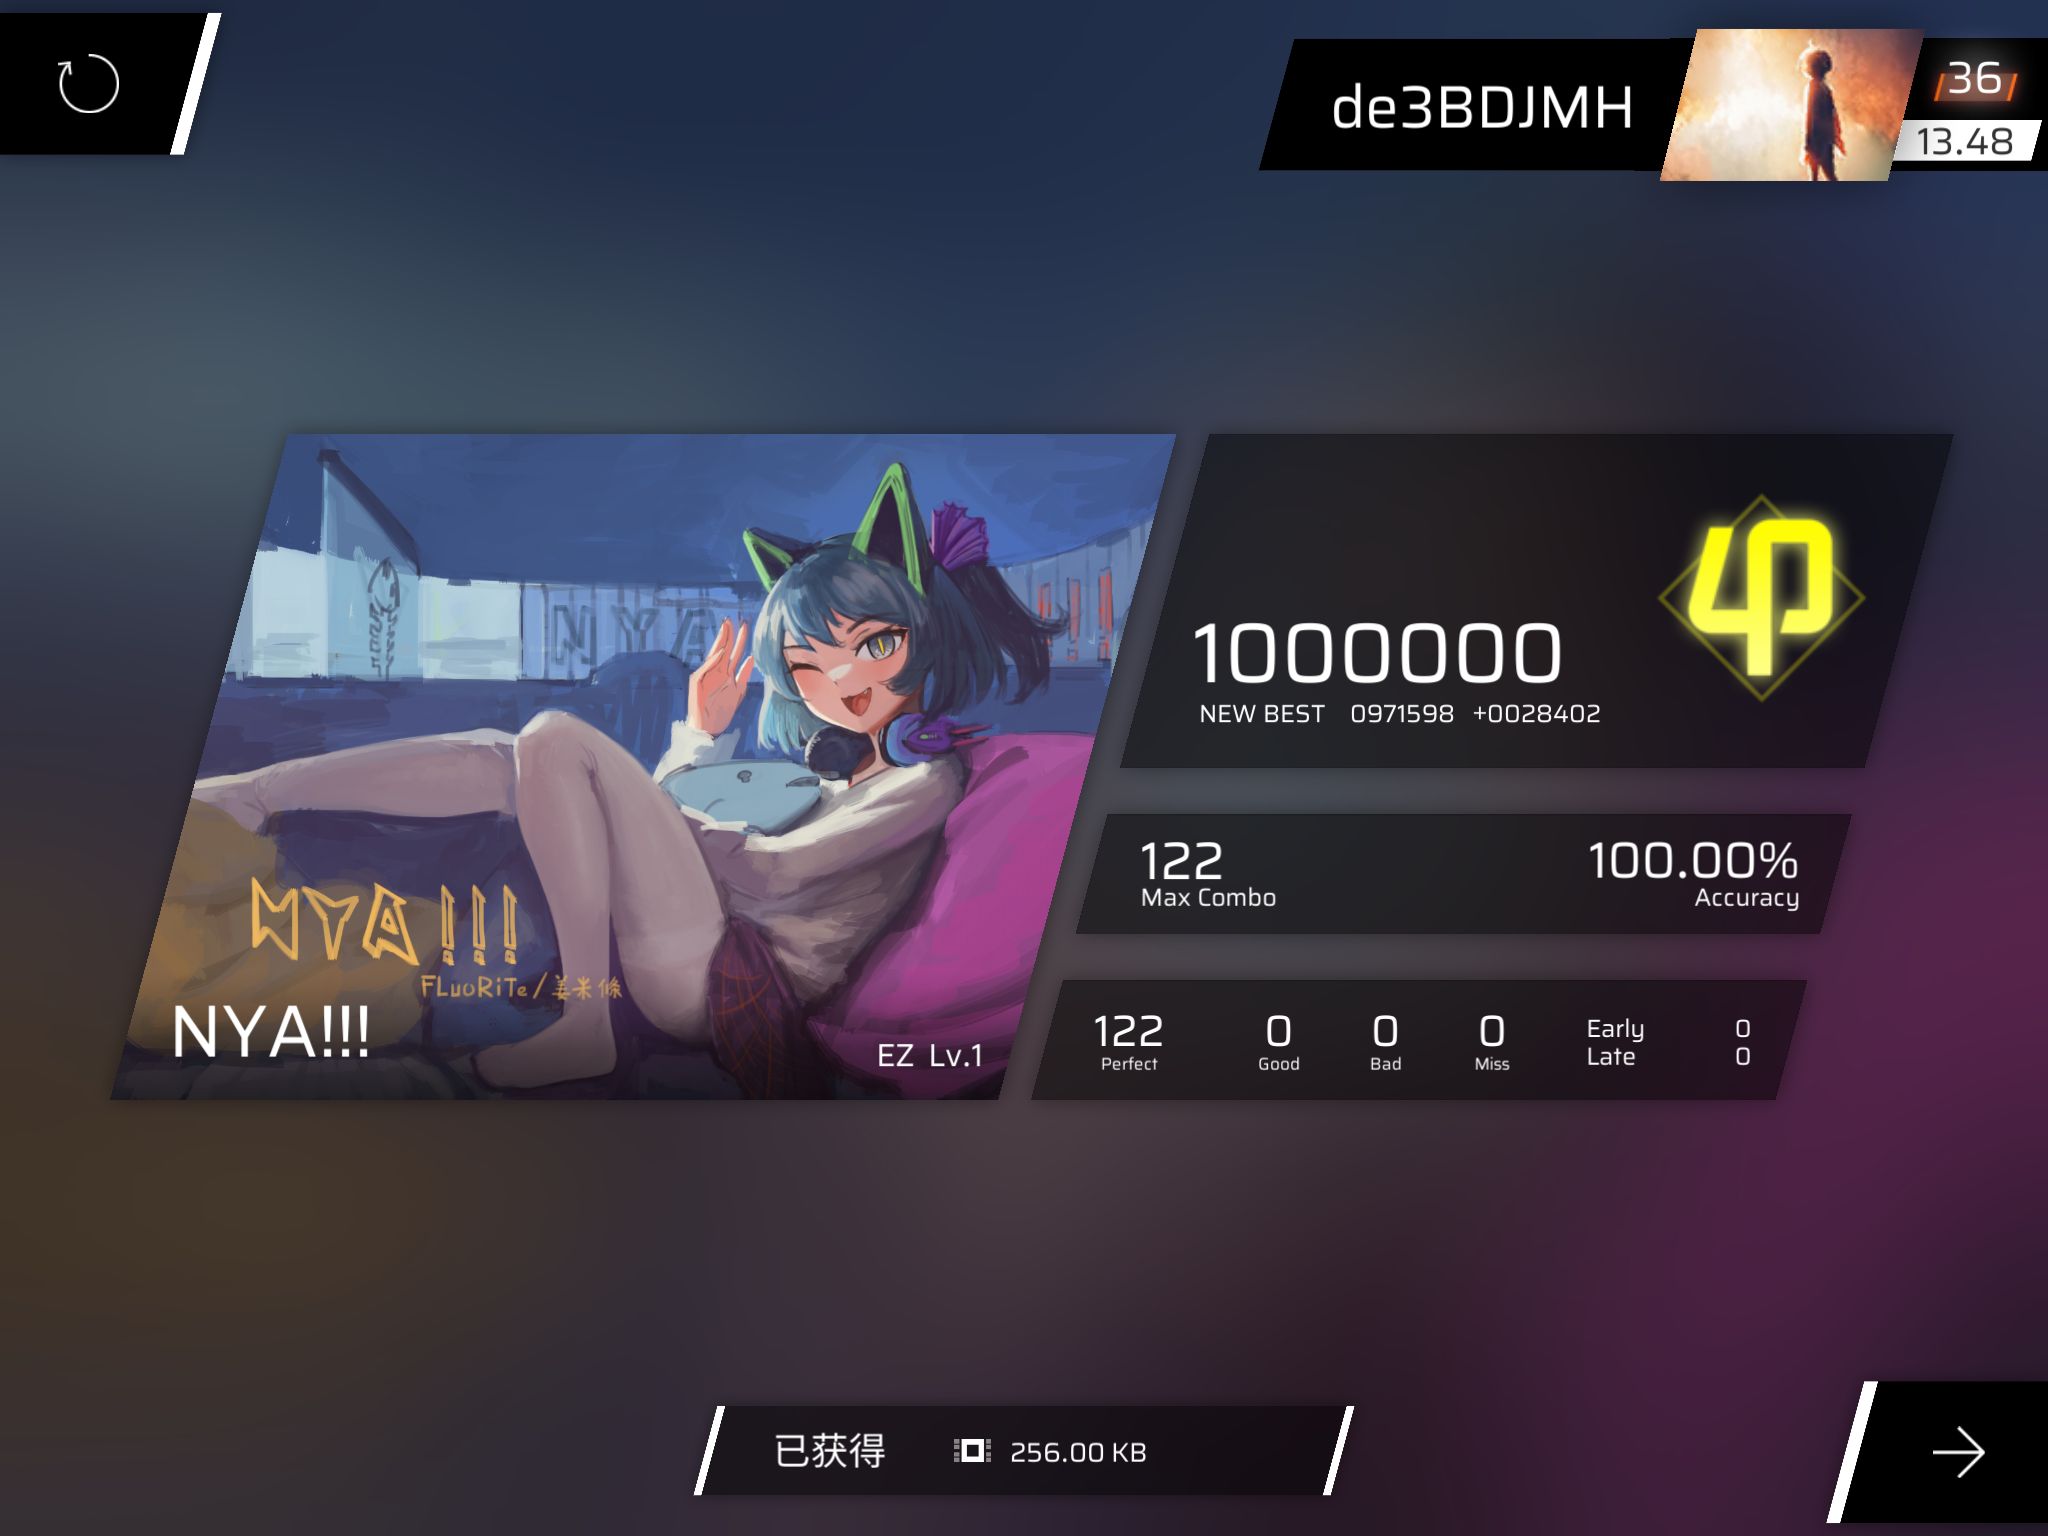 de3BDJMH
36
13.48
NYA
NYA!!!
FLuoRiTe/姜米條
NYA!!!
EZ Lv.1
φ
1000000
NEW BEST 0971598 +0028402
122
Max Combo
100.00%
Accuracy
122
Perfect
0
Good
0
Bad
0
Miss
Early 0
Late 0
已获得 256.00 KB